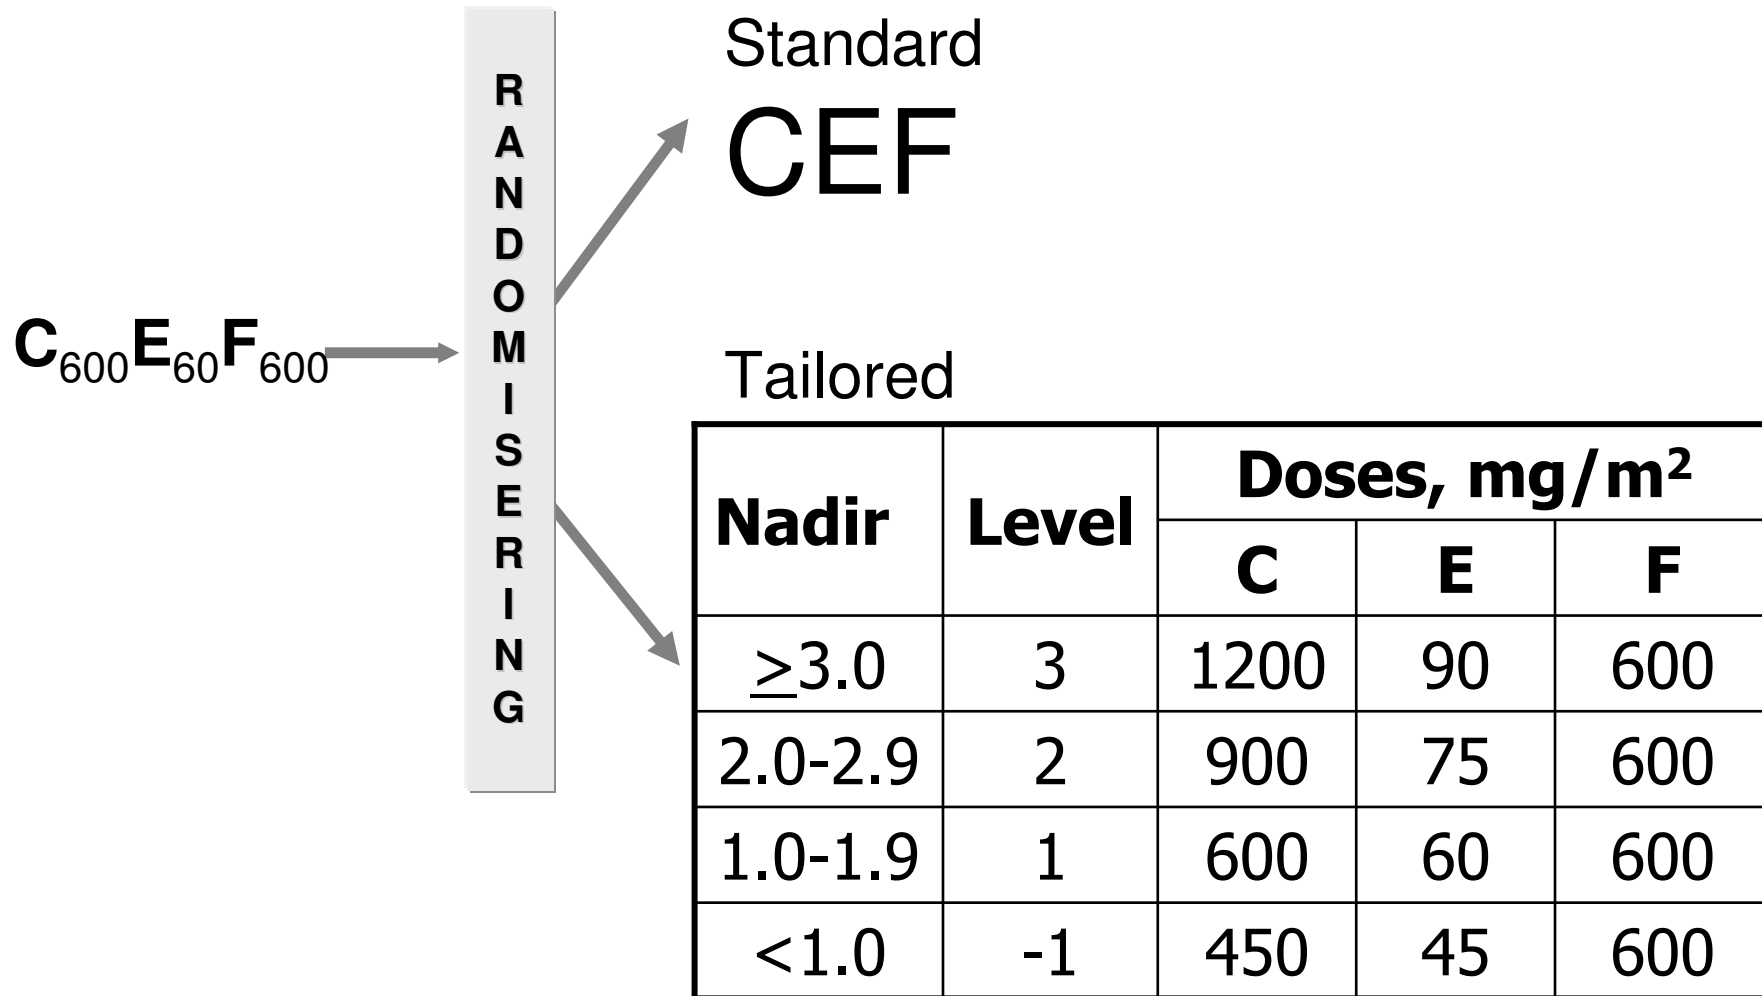 C600E60F600
RANDOMISERING
Standard
CEF
Tailored
Nadir Level Doses, mg/m²
C E F
≥3.0 3 1200 90 600
2.0-2.9 2 900 75 600
1.0-1.9 1 600 60 600
<1.0 -1 450 45 600